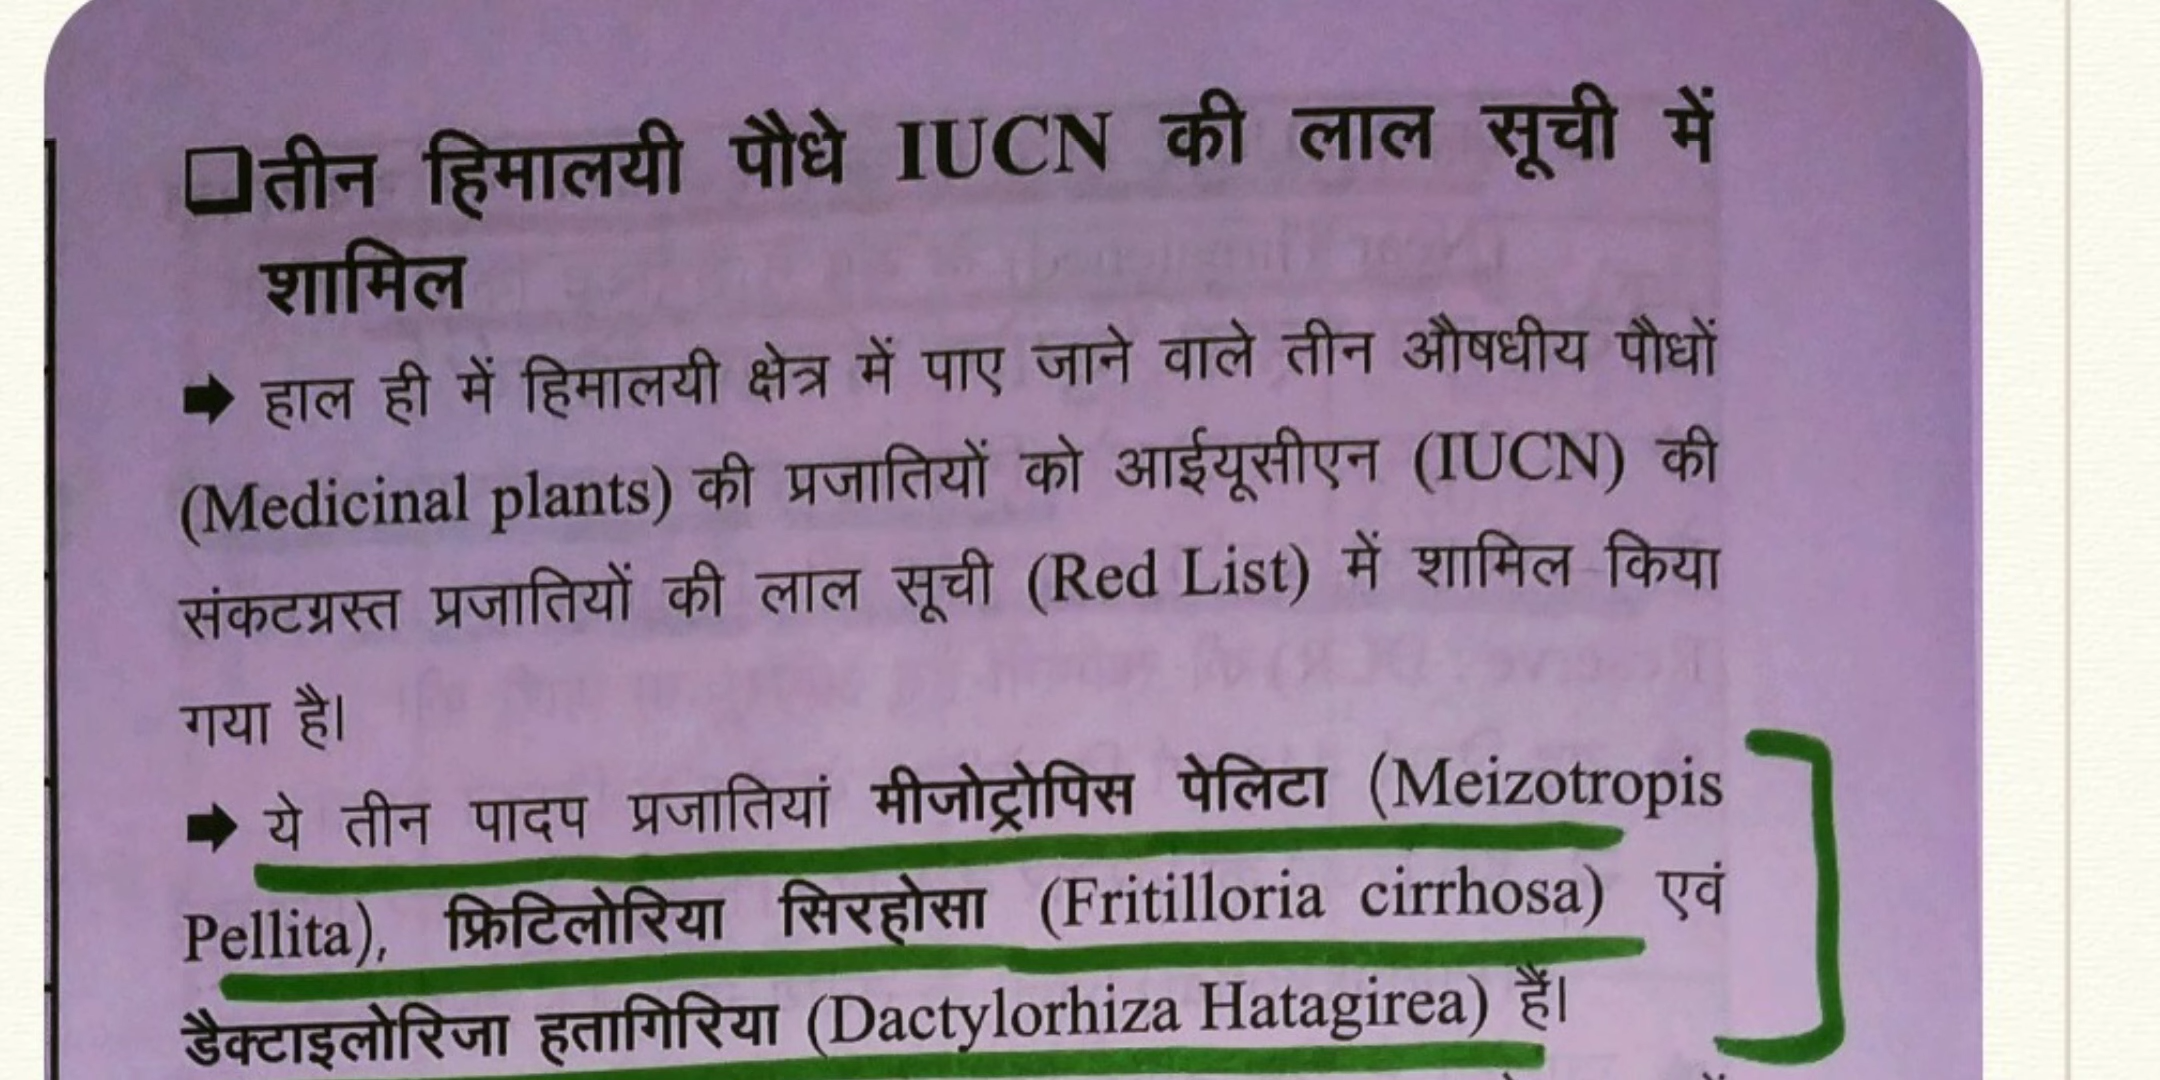 ❏तीन हिमालयी पौधे IUCN की लाल सूची में
शामिल
➡ हाल ही में हिमालयी क्षेत्र में पाए जाने वाले तीन औषधीय पौधों
(Medicinal plants) की प्रजातियों को आईयूसीएन (IUCN) की
संकटग्रस्त प्रजातियों की लाल सूची (Red List) में शामिल किया
गया है।
➡ ये तीन पादप प्रजातियां मीजोट्रोपिस पेलिटा (Meizotropis
Pellita), फ्रिटिलोरिया सिरहोसा (Fritilloria cirrhosa) एवं
डैक्टाइलोरिजा हतागिरिया (Dactylorhiza Hatagirea) हैं।